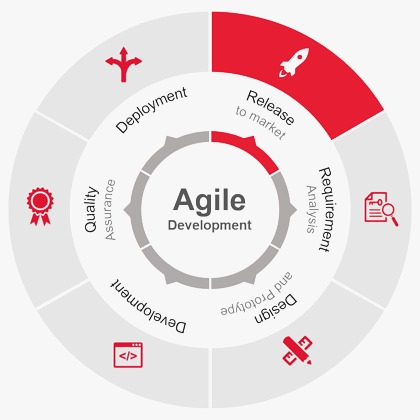 Agile
Development
Release
to market
Requirement
Analysis
Design
and Prototype
Development
Quality
Assurance
Deployment
</>